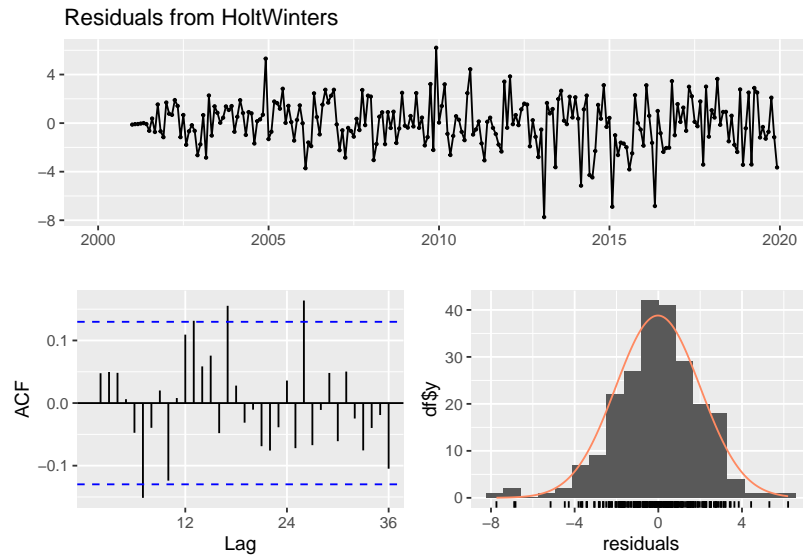 Residuals from HoltWinters
4
0
−4
−8
2000 2005 2010 2015 2020
ACF
0.1
0.0
−0.1
12 24 36
Lag
df$y
40
30
20
10
0
−8 −4 0 4
residuals